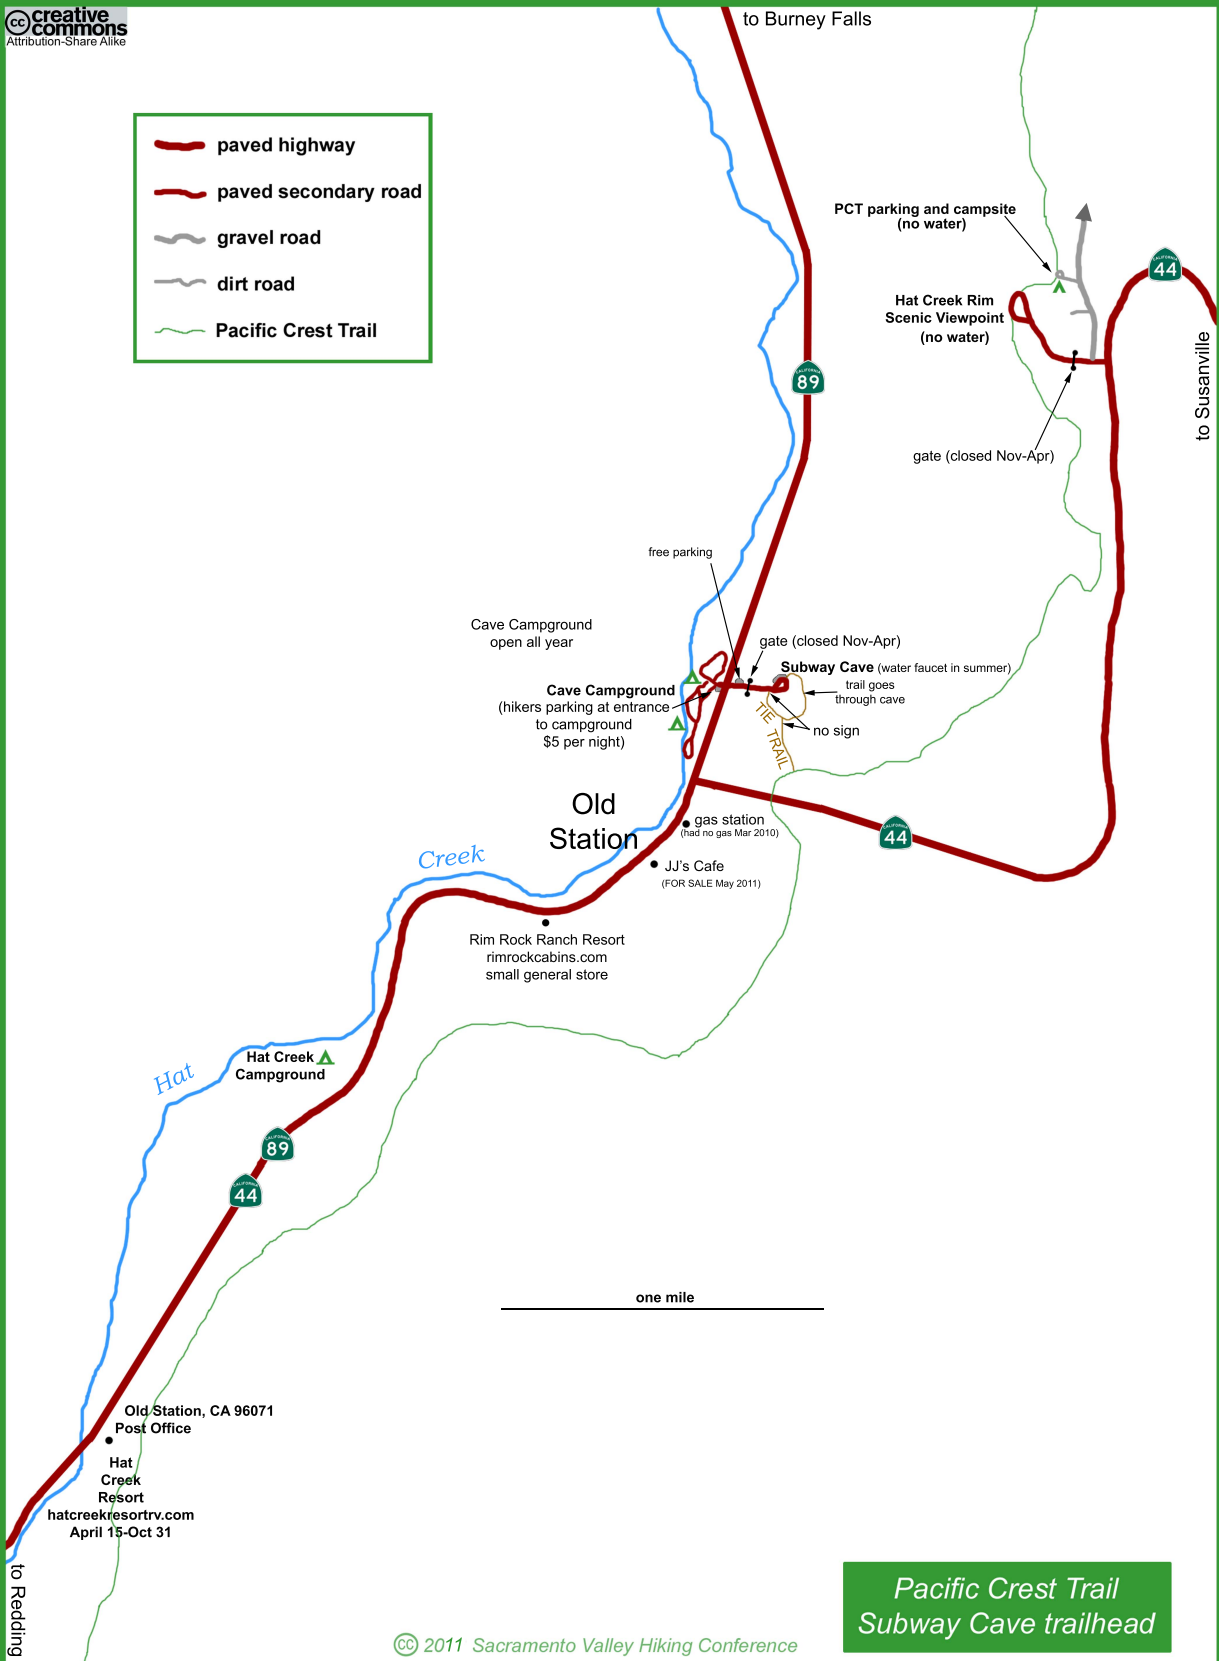 cc creative commons
Attribution-Share Alike
to Burney Falls
paved highway
paved secondary road
gravel road
dirt road
Pacific Crest Trail
PCT parking and campsite
(no water)
CALIFORNIA
44
Hat Creek Rim
Scenic Viewpoint
(no water)
to Susanville
CALIFORNIA
89
gate (closed Nov-Apr)
free parking
Cave Campground
open all year
gate (closed Nov-Apr)
Subway Cave (water faucet in summer)
trail goes
through cave
Cave Campground
(hikers parking at entrance
to campground
$5 per night)
TIE TRAIL
no sign
Old
Station
gas station
(had no gas Mar 2010)
CALIFORNIA
44
JJ's Cafe
(FOR SALE May 2011)
Creek
Rim Rock Ranch Resort
rimrockcabins.com
small general store
Hat
Hat Creek
Campground
CALIFORNIA
89
CALIFORNIA
44
one mile
Old Station, CA 96071
Post Office
Hat
Creek
Resort
hatcreekresortrv.com
April 15-Oct 31
to Redding
Pacific Crest Trail
Subway Cave trailhead
cc 2011 Sacramento Valley Hiking Conference